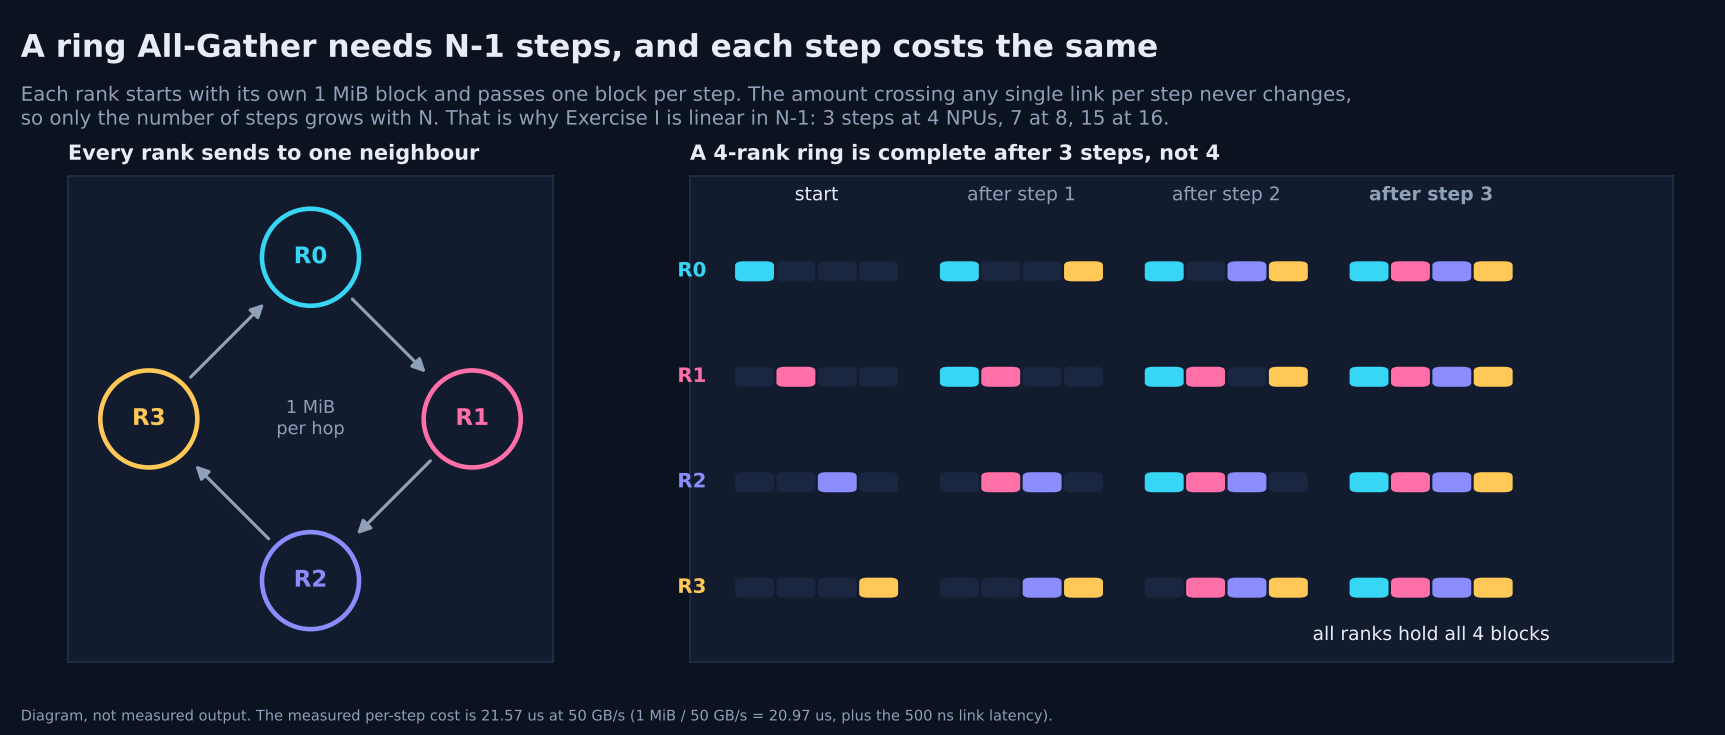 A ring All-Gather needs N-1 steps, and each step costs the same
Each rank starts with its own 1 MiB block and passes one block per step. The amount crossing any single link per step never changes,
so only the number of steps grows with N. That is why Exercise I is linear in N-1: 3 steps at 4 NPUs, 7 at 8, 15 at 16.
Every rank sends to one neighbour
R0
R3
1 MiB
per hop
R1
R2
A 4-rank ring is complete after 3 steps, not 4
start
after step 1
after step 2
after step 3
R0
R1
R2
R3
all ranks hold all 4 blocks
Diagram, not measured output. The measured per-step cost is 21.57 us at 50 GB/s (1 MiB / 50 GB/s = 20.97 us, plus the 500 ns link latency).